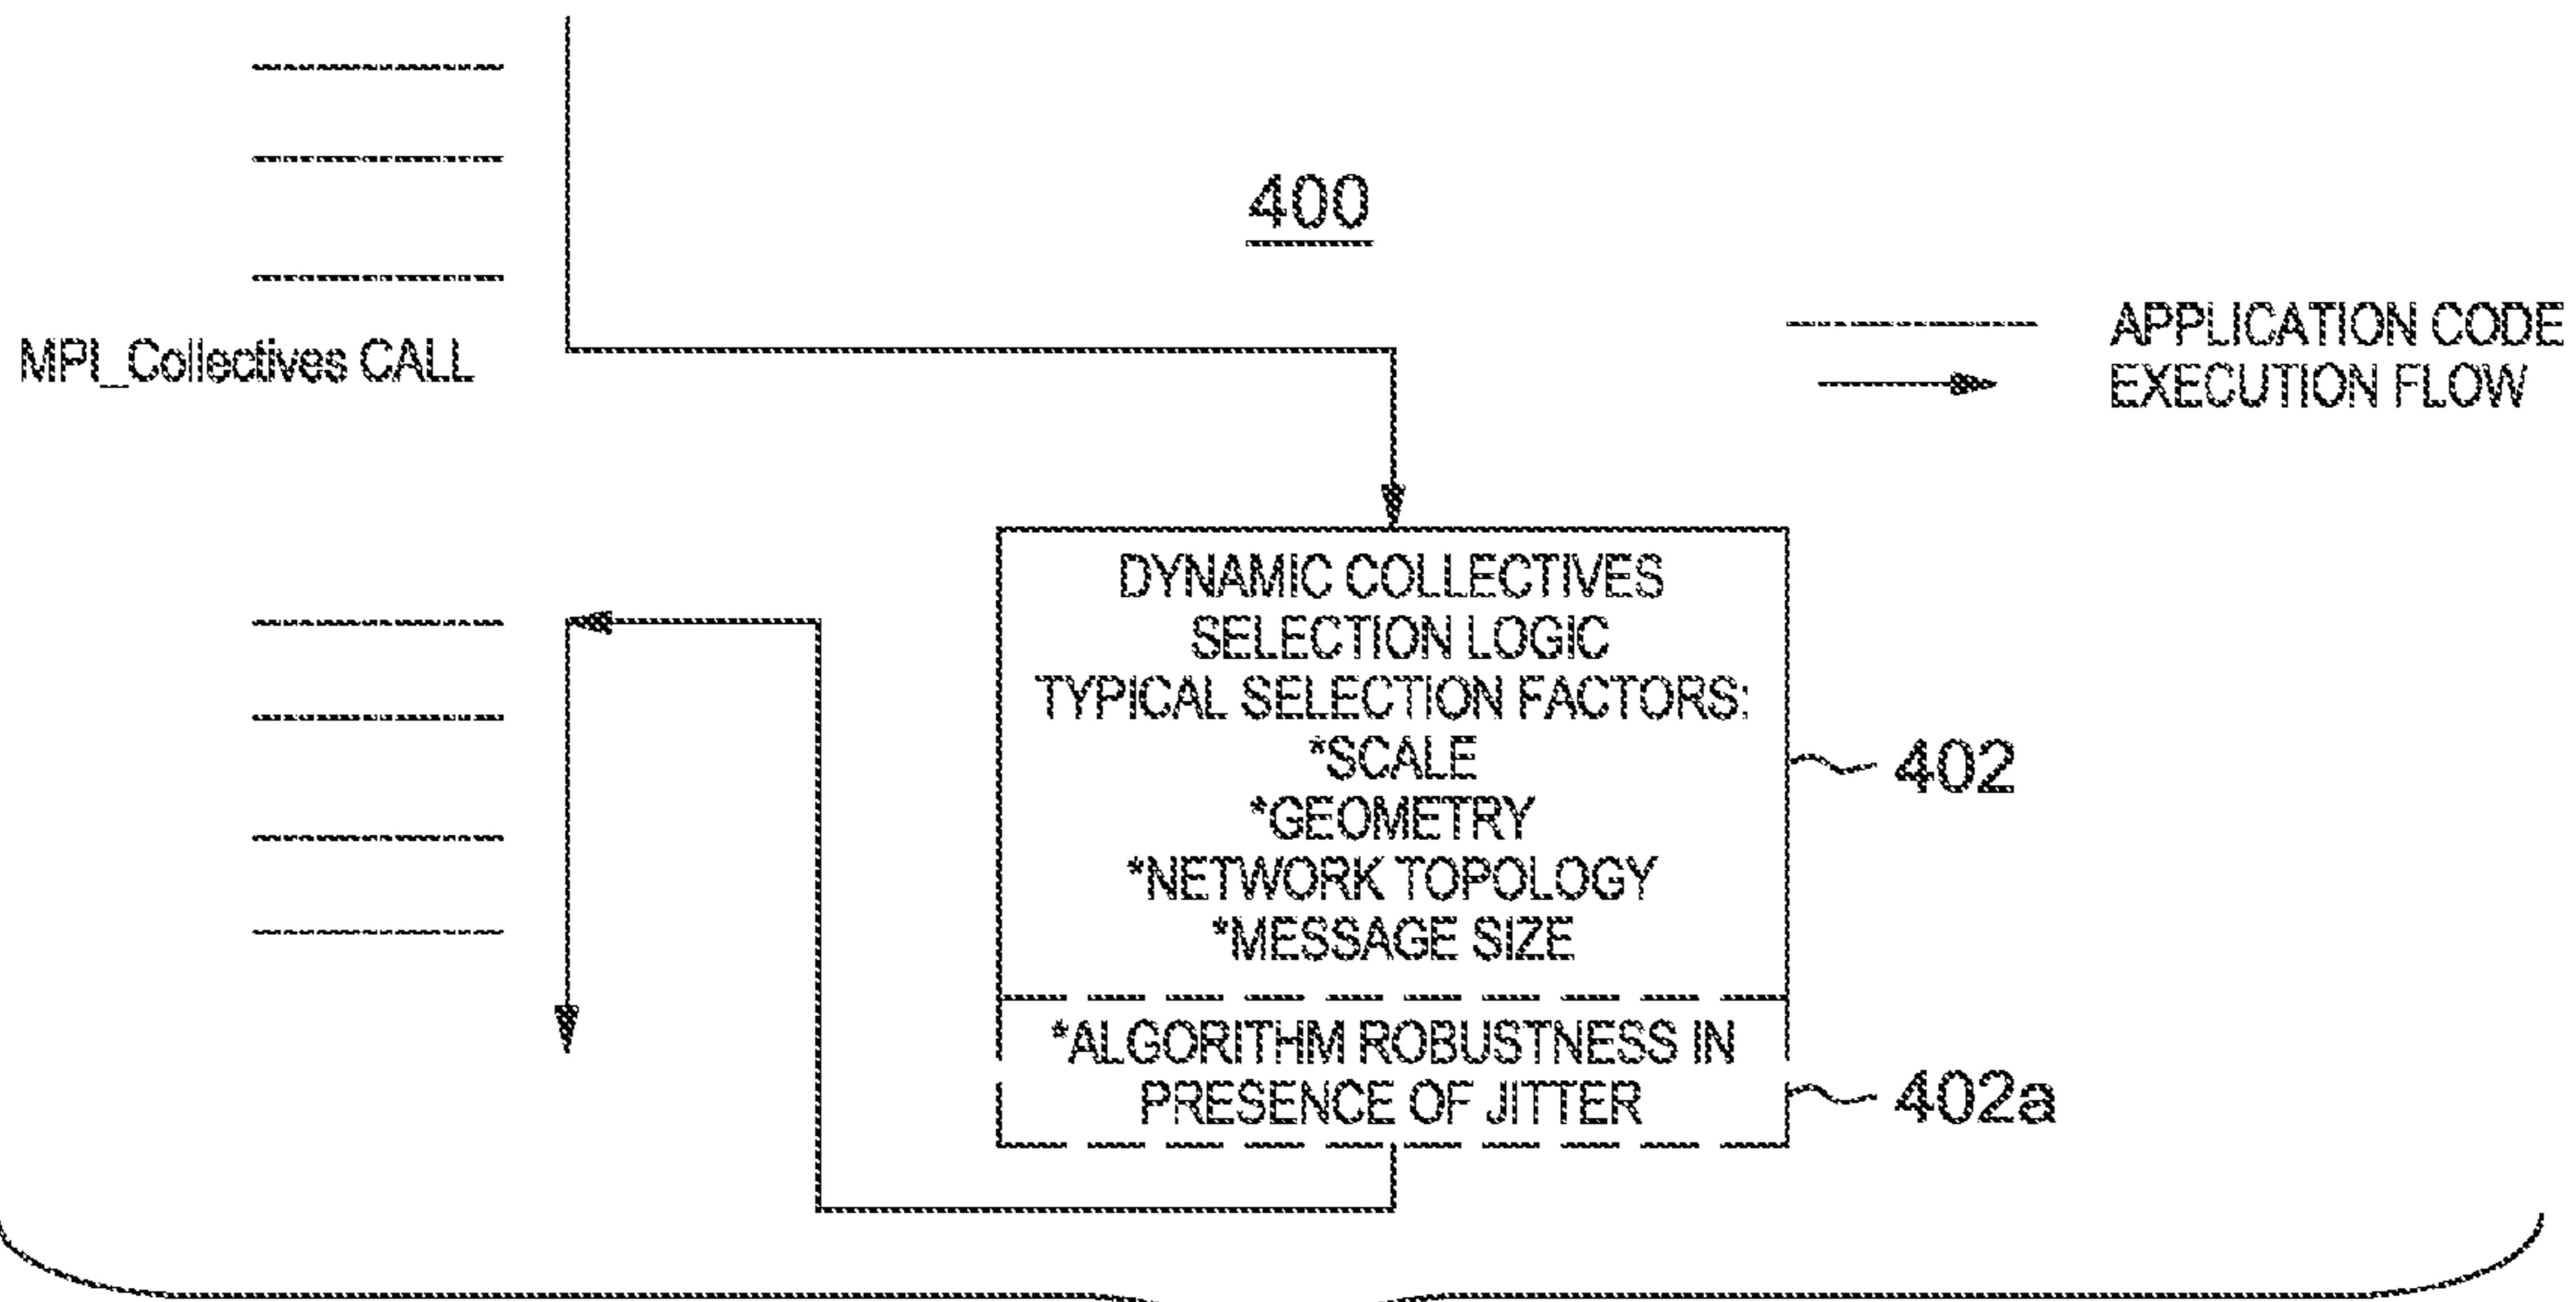 400
MPI_Collectives CALL
APPLICATION CODE
EXECUTION FLOW
DYNAMIC COLLECTIVES
SELECTION LOGIC
TYPICAL SELECTION FACTORS:
*SCALE
*GEOMETRY
*NETWORK TOPOLOGY
*MESSAGE SIZE
402
*ALGORITHM ROBUSTNESS IN
PRESENCE OF JITTER
402a